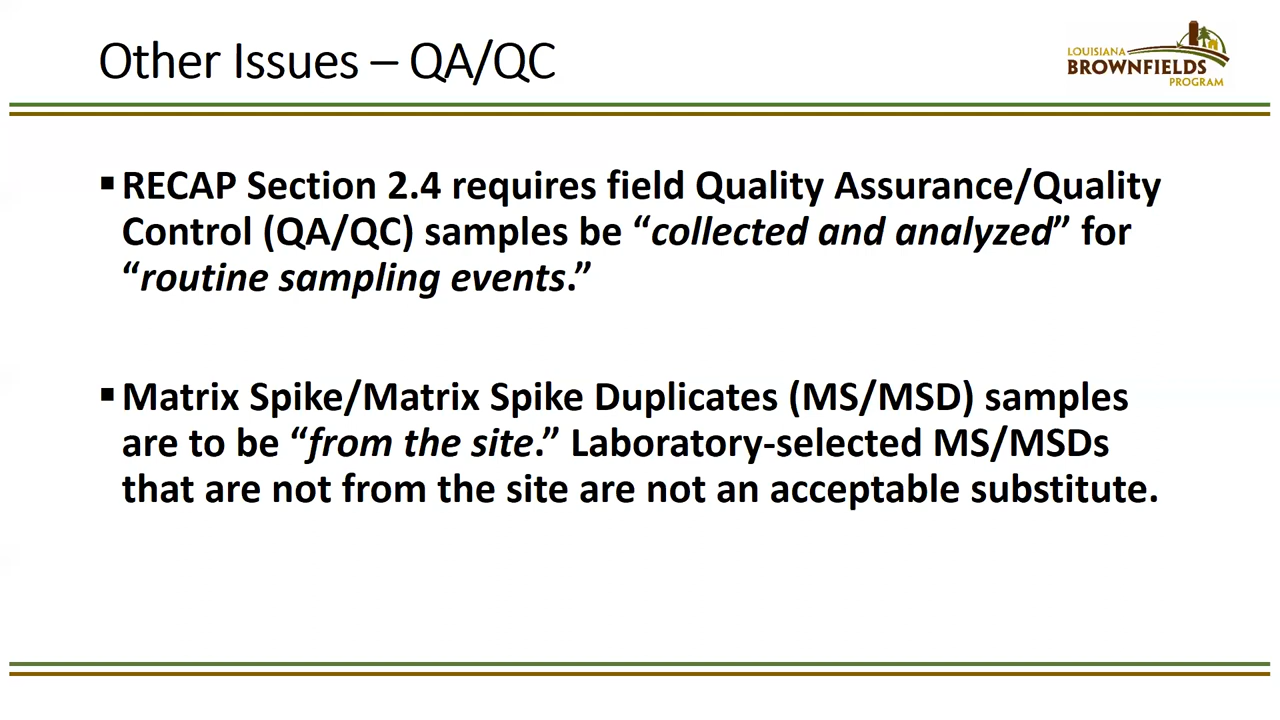 Other Issues – QA/QC
LOUISIANA
BROWNFIELDS
PROGRAM
▪ RECAP Section 2.4 requires field Quality Assurance/Quality
Control (QA/QC) samples be “collected and analyzed” for
“routine sampling events.”
▪ Matrix Spike/Matrix Spike Duplicates (MS/MSD) samples
are to be “from the site.” Laboratory-selected MS/MSDs
that are not from the site are not an acceptable substitute.